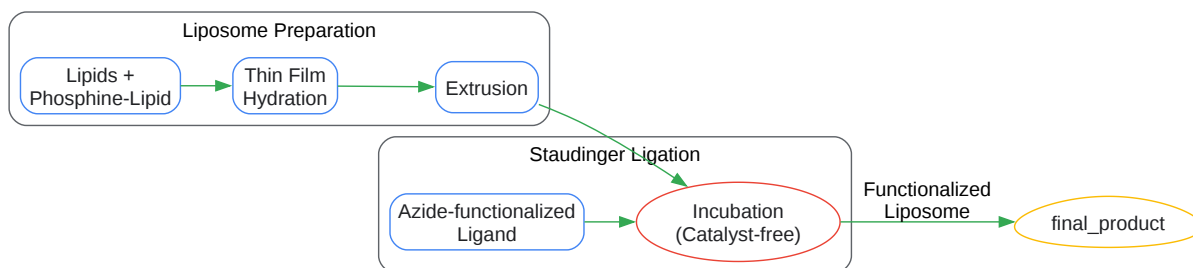 Liposome Preparation
Lipids +
Phosphine-Lipid
Thin Film
Hydration
Extrusion
Staudinger Ligation
Azide-functionalized
Ligand
Incubation
(Catalyst-free)
Functionalized
Liposome
final_product